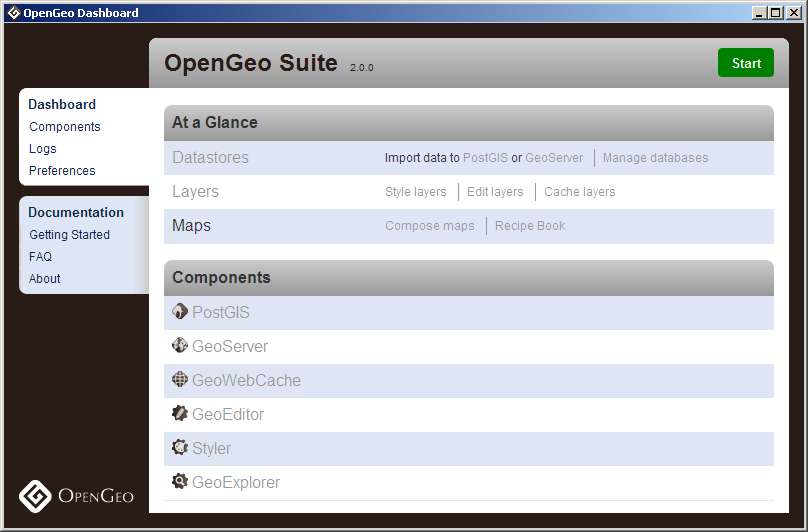 OpenGeo Dashboard
OpenGeo Suite 2.0.0
Start
Dashboard
Components
Logs
Preferences
Documentation
Getting Started
FAQ
About
At a Glance
Datastores Import data to PostGIS or GeoServer Manage databases
Layers Style layers Edit layers Cache layers
Maps Compose maps Recipe Book
Components
PostGIS
GeoServer
GeoWebCache
GeoEditor
Styler
GeoExplorer
OpenGeo